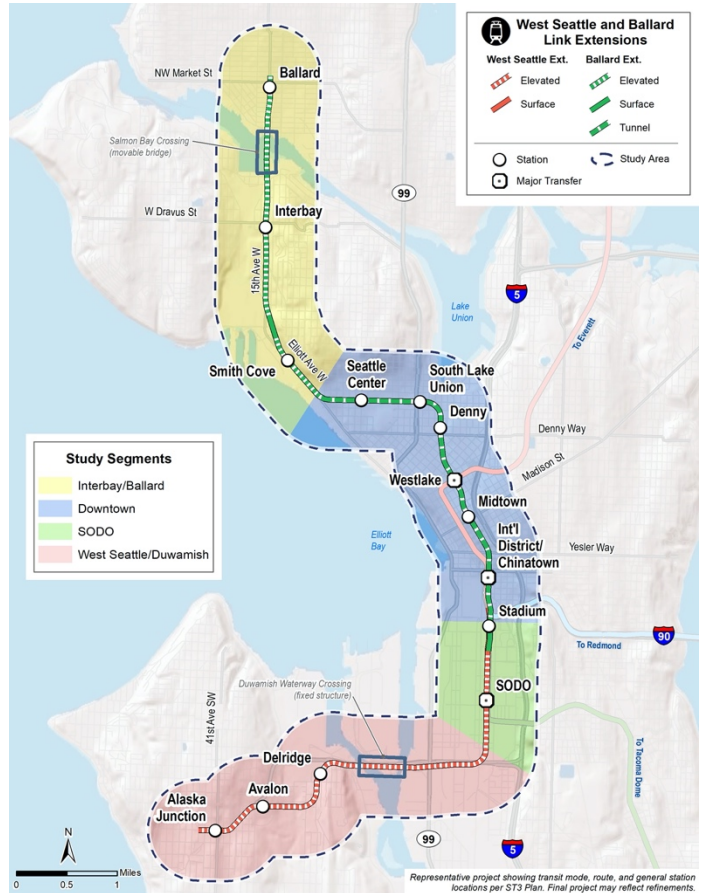 West Seattle and Ballard
Link Extensions
West Seattle Ext.
Elevated
Surface
Ballard Ext.
Elevated
Surface
Tunnel
Station
Major Transfer
Study Area
NW Market St
Ballard
Salmon Bay Crossing
(movable bridge)
99
W Dravus St
Interbay
15th Ave W
5
Lake
Union
To Everett
Elliott Ave W
Smith Cove
Seattle
Center
South Lake
Union
Denny
Denny Way
Madison St
Study Segments
Interbay/Ballard
Downtown
SODO
West Seattle/Duwamish
Westlake
Midtown
Elliott
Bay
Int'l
District/
Chinatown
Yesler Way
Stadium
90
To Redmond
SODO
Duwamish Waterway Crossing
(fixed structure)
41st Ave SW
To Tacoma Dome
Delridge
Avalon
Alaska
Junction
99
5
N
0 0.5 1 Miles
Representative project showing transit mode, route, and general station
locations per ST3 Plan. Final project may reflect refinements.